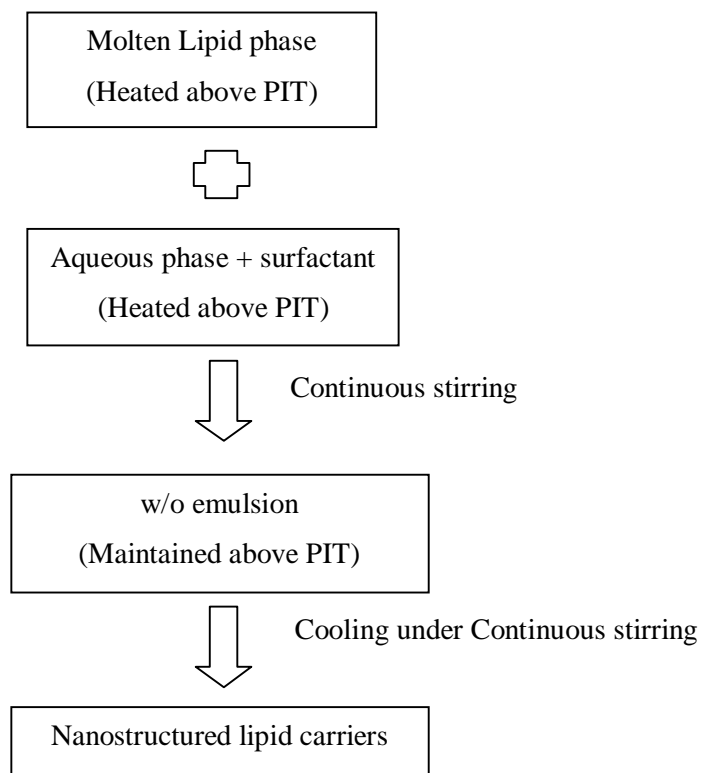 Molten Lipid phase
(Heated above PIT)
Aqueous phase + surfactant
(Heated above PIT)
Continuous stirring
w/o emulsion
(Maintained above PIT)
Cooling under Continuous stirring
Nanostructured lipid carriers